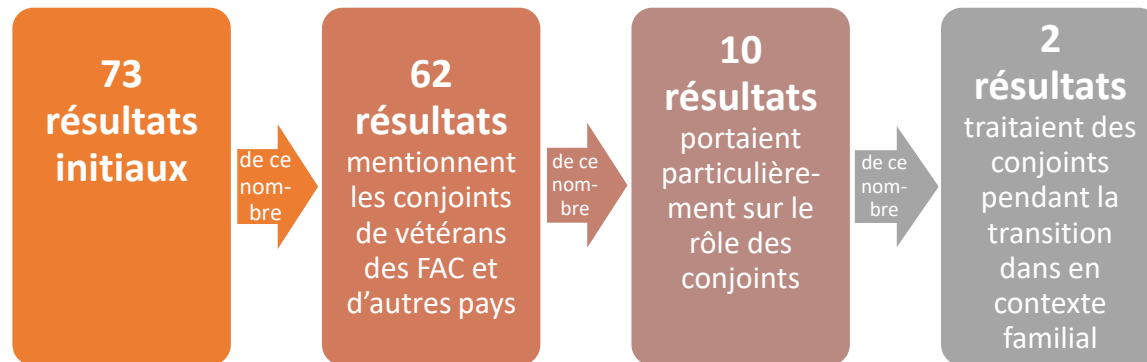 73
résultats
initiaux
de ce
nom-
bre
62
résultats
mentionnent
les conjoints
de vétérans
des FAC et
d’autres pays
de ce
nom-
bre
10
résultats
portaient
particulière-
ment sur le
rôle des
conjoints
de ce
nom-
bre
2
résultats
traitaient des
conjoints
pendant la
transition
dans en
contexte
familial